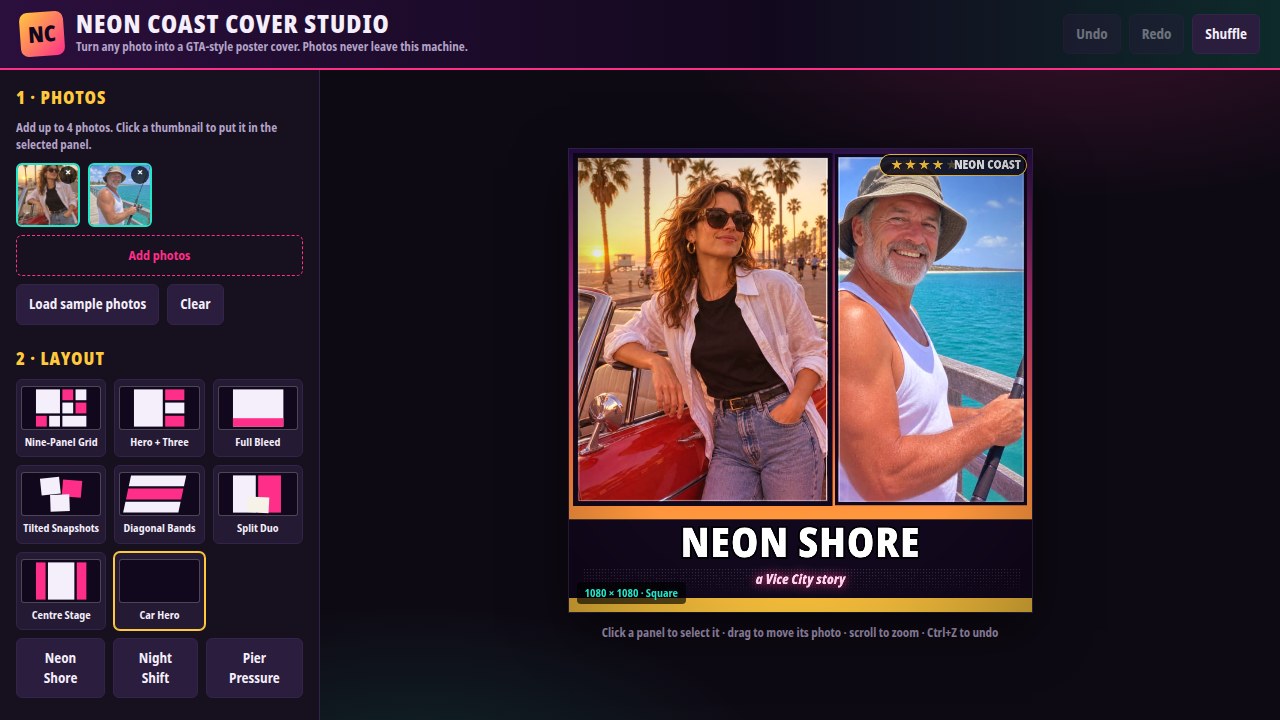 NC
NEON COAST COVER STUDIO
Turn any photo into a GTA-style poster cover. Photos never leave this machine.
Undo
Redo
Shuffle
1 · PHOTOS
Add up to 4 photos. Click a thumbnail to put it in the
selected panel.
×
×
Add photos
Load sample photos
Clear
2 · LAYOUT
Nine-Panel Grid
Hero + Three
Full Bleed
Tilted Snapshots
Diagonal Bands
Split Duo
Centre Stage
Car Hero
Neon
Shore
Night
Shift
Pier
Pressure
★★★★★ NEON COAST
NEON SHORE
a Vice City story
1080 × 1080 · Square
Click a panel to select it · drag to move its photo · scroll to zoom · Ctrl+Z to undo